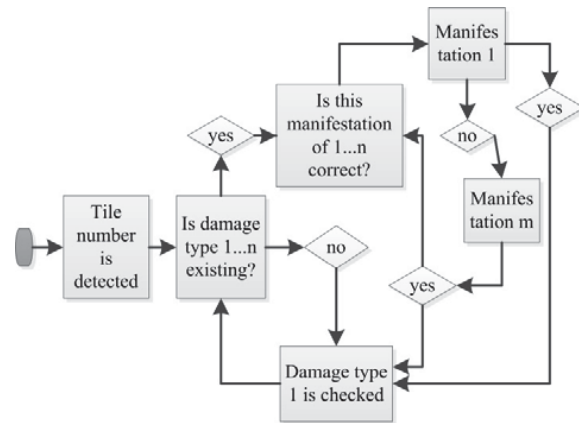 Manifes
tation 1
yes
Is this
manifestation
of 1...n
correct?
yes
no
Tile
number
is
detected
Is damage
type 1...n
existing?
no
Manifes
tation m
yes
Damage type
1 is checked